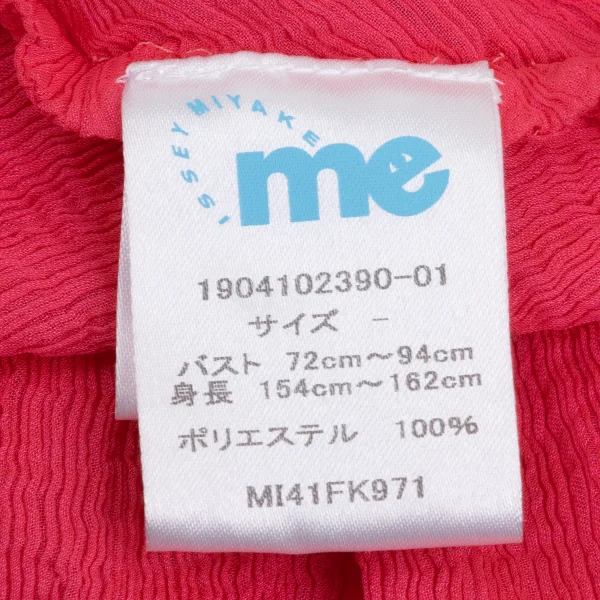 ISSEY MIYAKE
me
1904102390-01
サイズ -
バスト 72cm～94cm
身長 154cm～162cm
ポリエステル 100%
MI41FK971